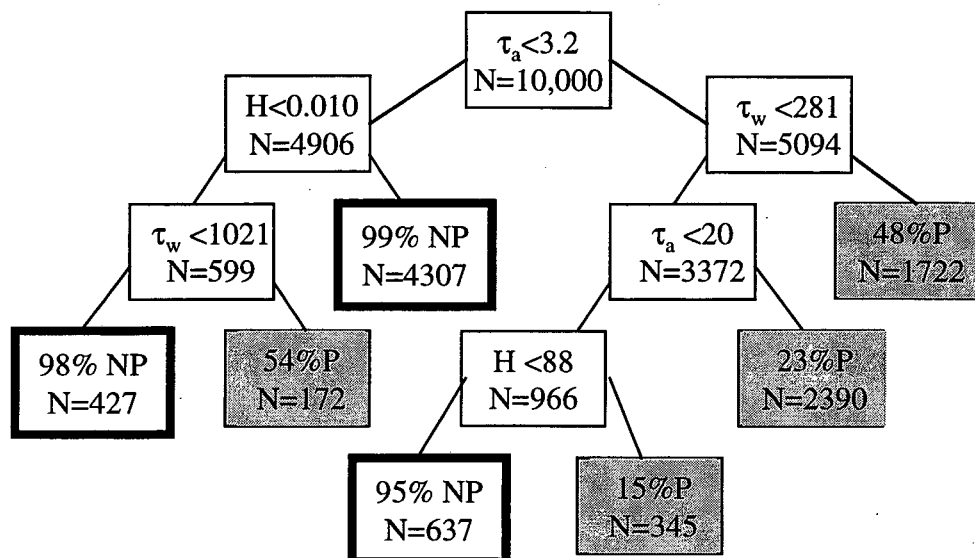 τa<3.2
N=10,000
H<0.010
N=4906
τw <281
N=5094
τw <1021
N=599
99% NP
N=4307
τa<20
N=3372
48%P
N=1722
98% NP
N=427
54%P
N=172
H <88
N=966
23%P
N=2390
95% NP
N=637
15%P
N=345